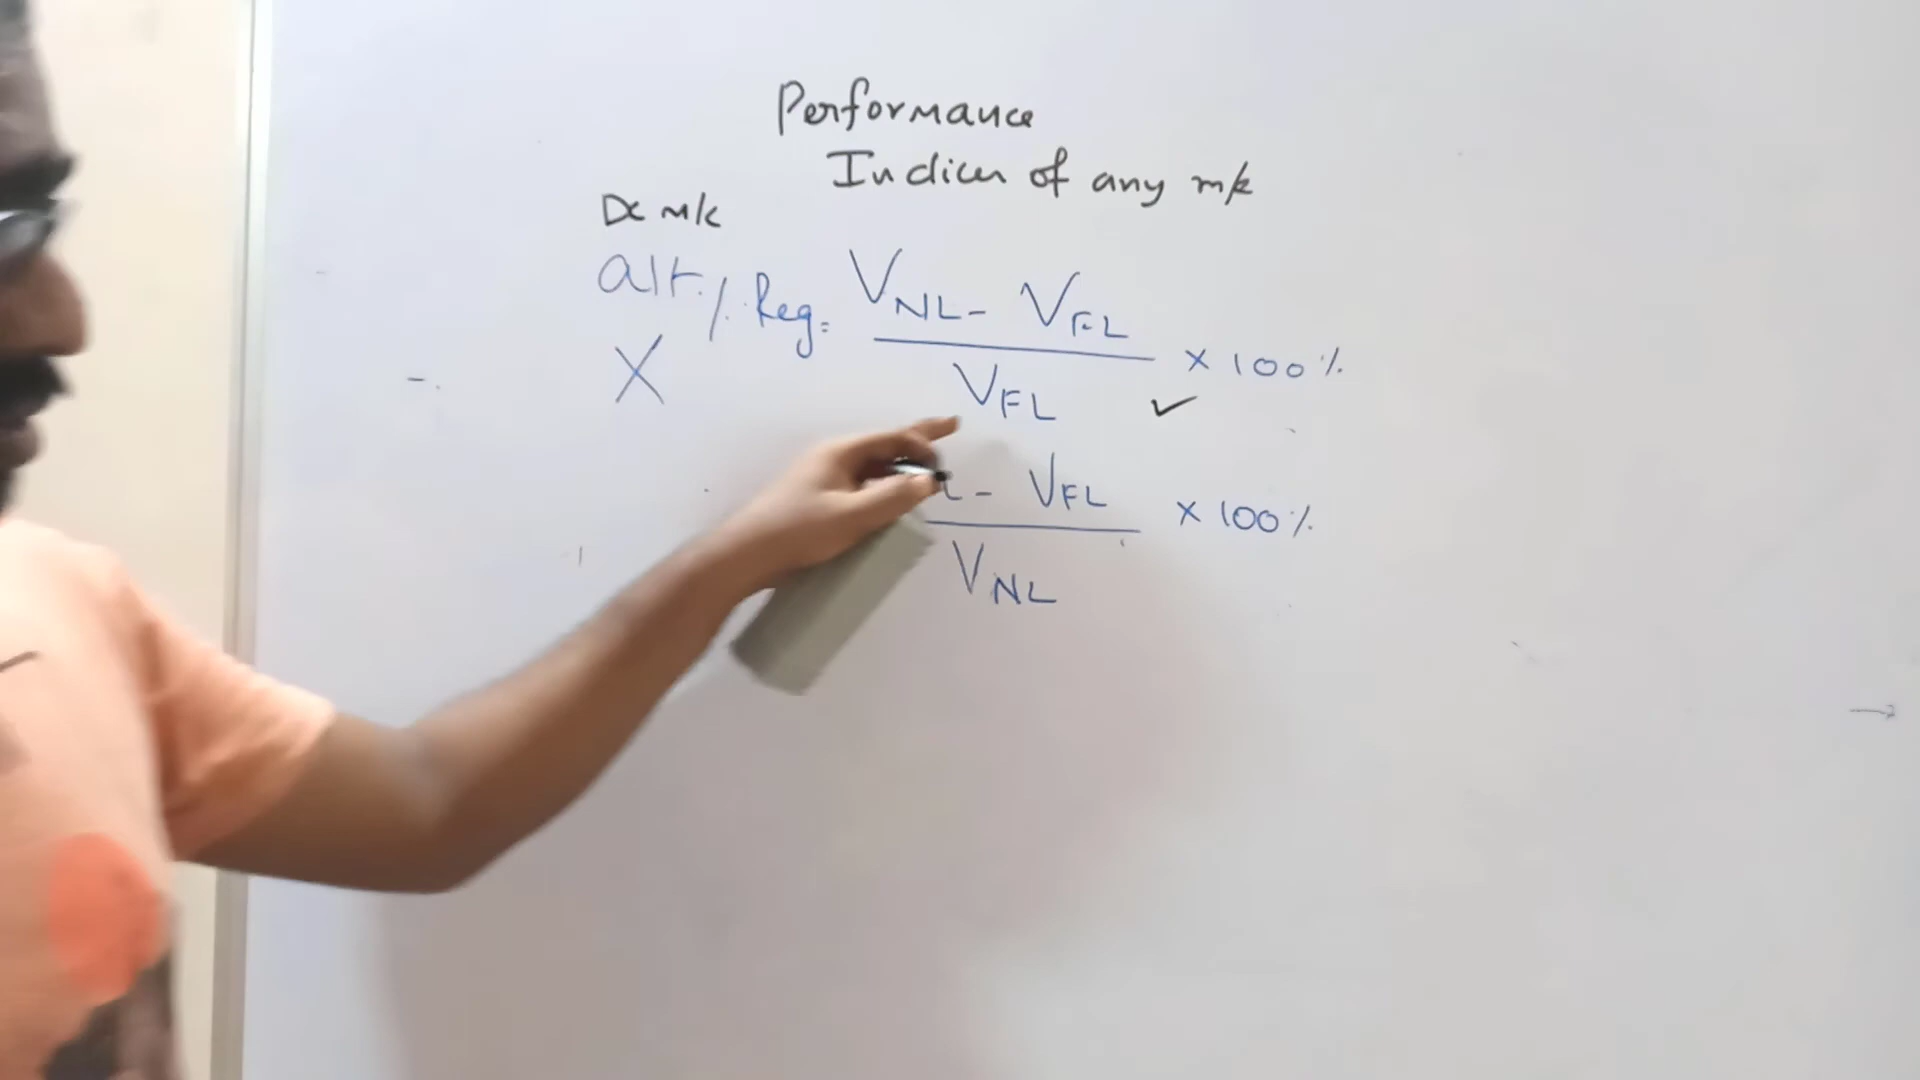 Performance
Indices of any m/c
DC m/c
alt. % Reg. = V_NL - V_FL
X
V_FL
x 100%
✓
L - V_FL
V_NL
x 100%